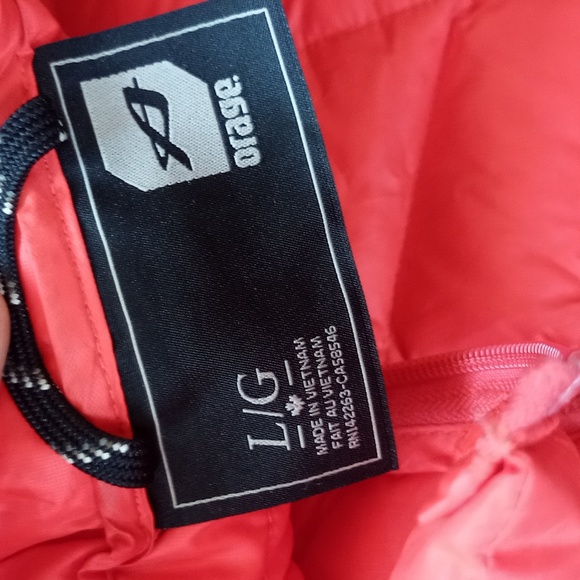 orage.
L/G
MADE IN VIETNAM
FAIT AU VIETNAM
RN142263-CA58546